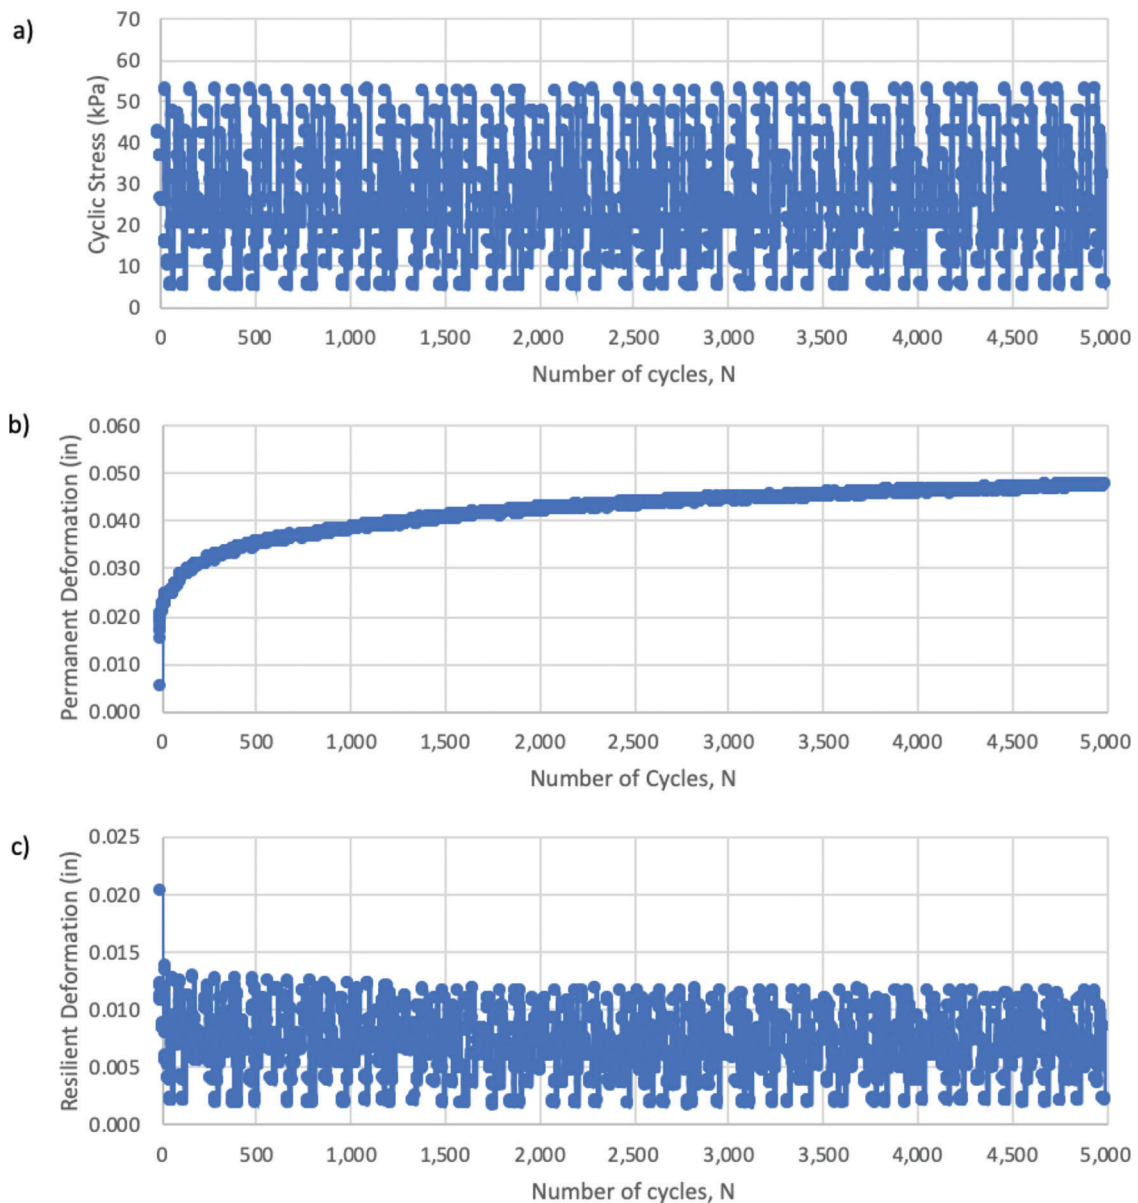 a)
Cyclic Stress (kPa)
70
60
50
40
30
20
10
0
0 500 1,000 1,500 2,000 2,500 3,000 3,500 4,000 4,500 5,000
Number of cycles, N
b)
Permanent Deformation (in)
0.060
0.050
0.040
0.030
0.020
0.010
0.000
0 500 1,000 1,500 2,000 2,500 3,000 3,500 4,000 4,500 5,000
Number of Cycles, N
c)
Resilient Deformation (in)
0.025
0.020
0.015
0.010
0.005
0.000
0 500 1,000 1,500 2,000 2,500 3,000 3,500 4,000 4,500 5,000
Number of cycles, N